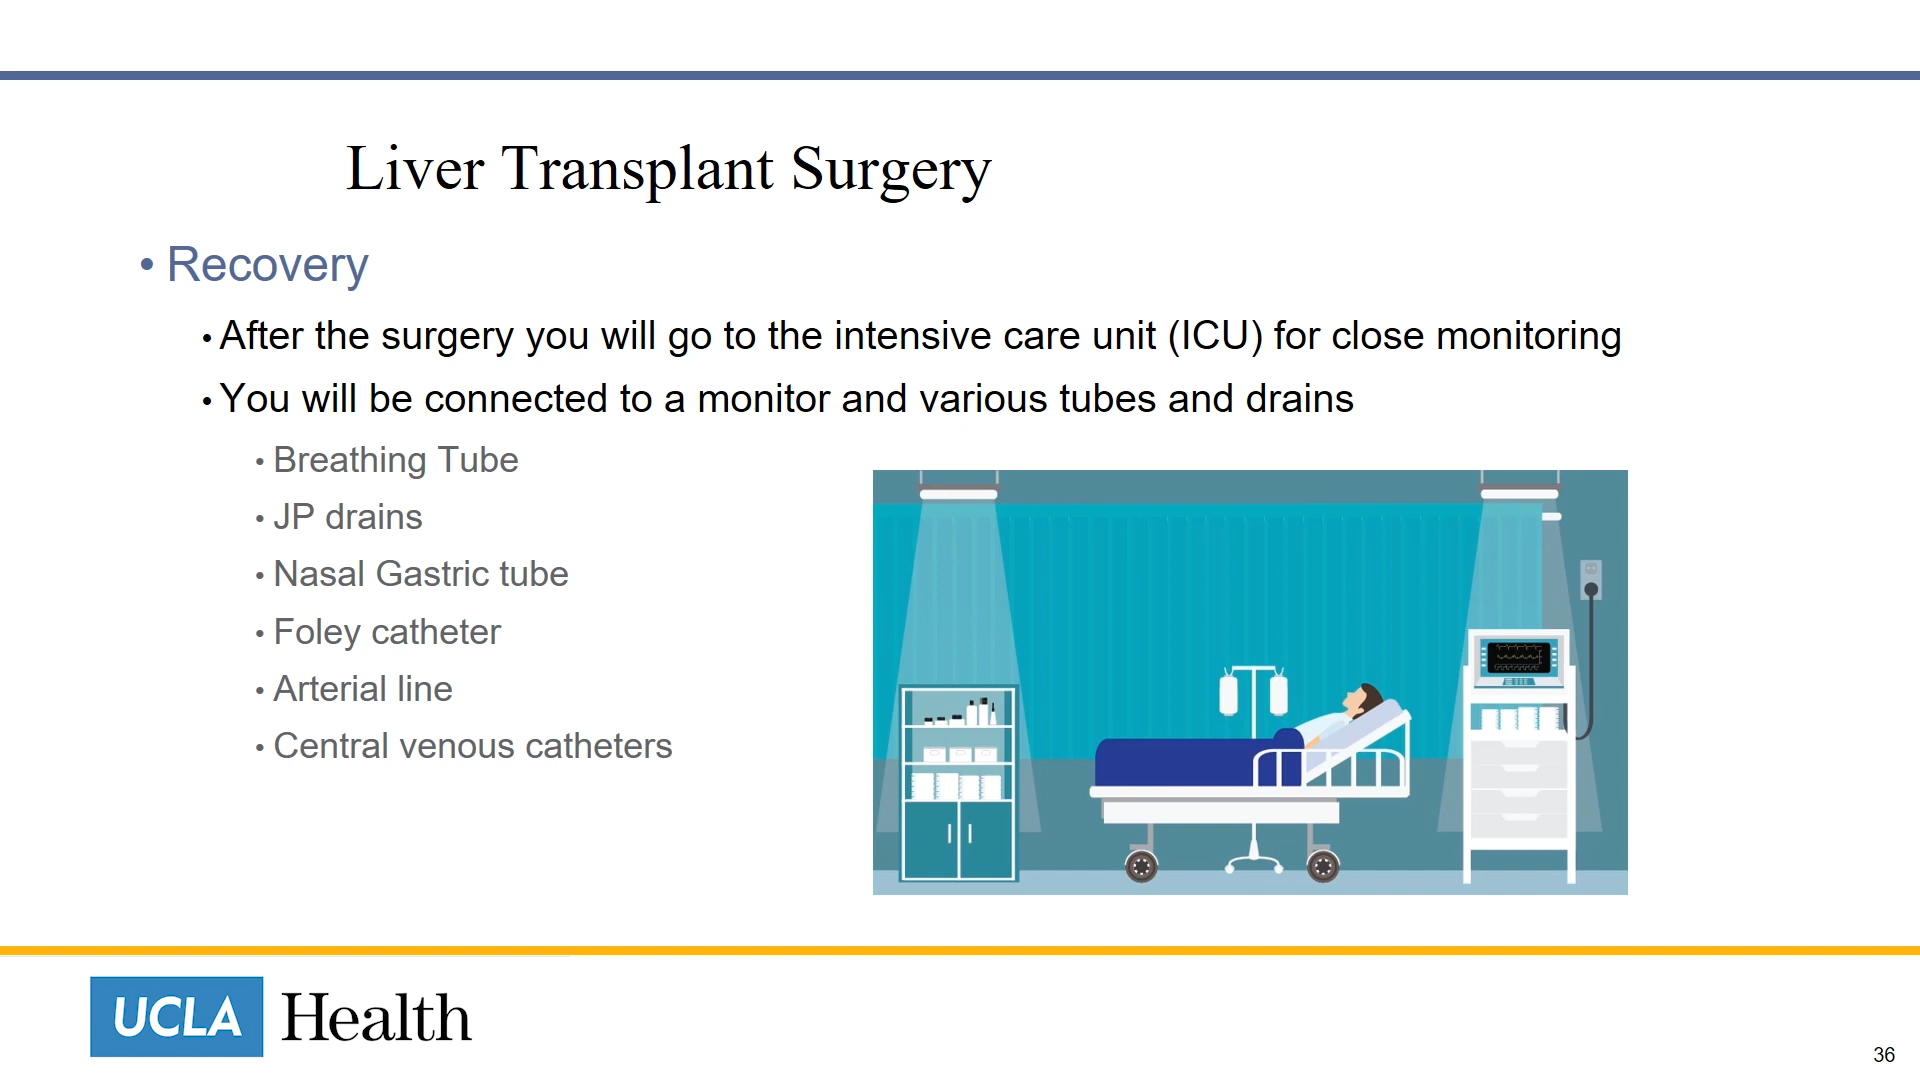 Liver Transplant Surgery
• Recovery
• After the surgery you will go to the intensive care unit (ICU) for close monitoring
• You will be connected to a monitor and various tubes and drains
• Breathing Tube
• JP drains
• Nasal Gastric tube
• Foley catheter
• Arterial line
• Central venous catheters
UCLA Health
36